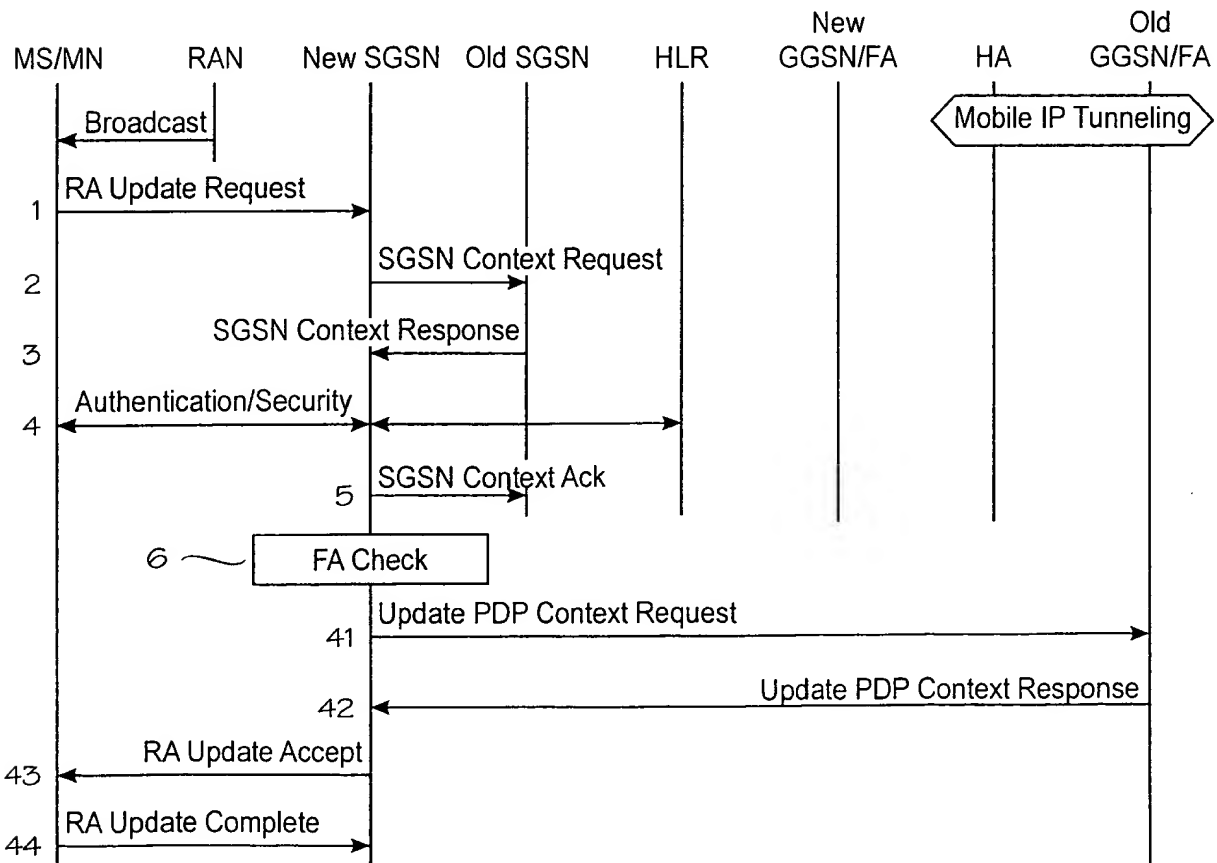 New Old
MS/MN RAN New SGSN Old SGSN HLR GGSN/FA HA GGSN/FA
Mobile IP Tunneling
Broadcast
RA Update Request
1
SGSN Context Request
2
SGSN Context Response
3
Authentication/Security
4
SGSN Context Ack
5
6 FA Check
Update PDP Context Request
41
Update PDP Context Response
42
RA Update Accept
43
RA Update Complete
44